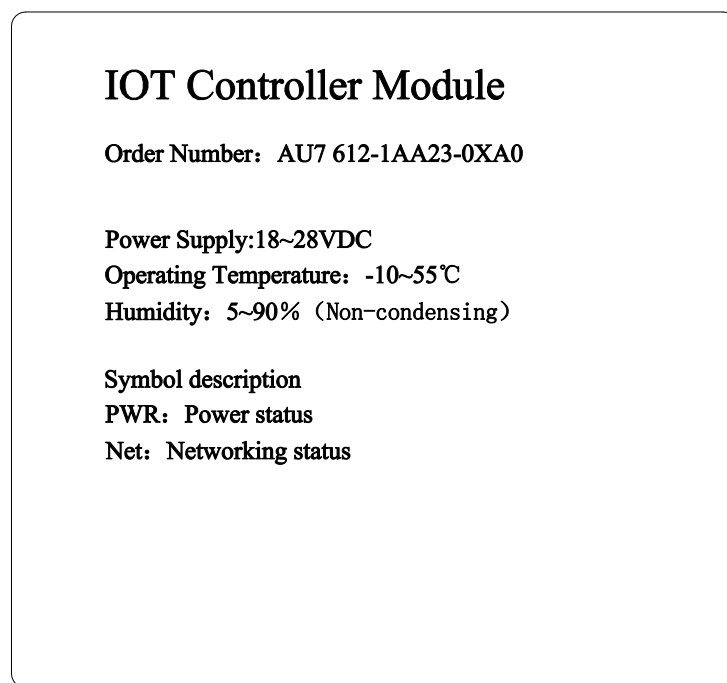 IOT Controller Module
Order Number：AU7 612-1AA23-0XA0
Power Supply:18~28VDC
Operating Temperature：-10~55℃
Humidity：5~90%（Non-condensing）
Symbol description
PWR：Power status
Net：Networking status